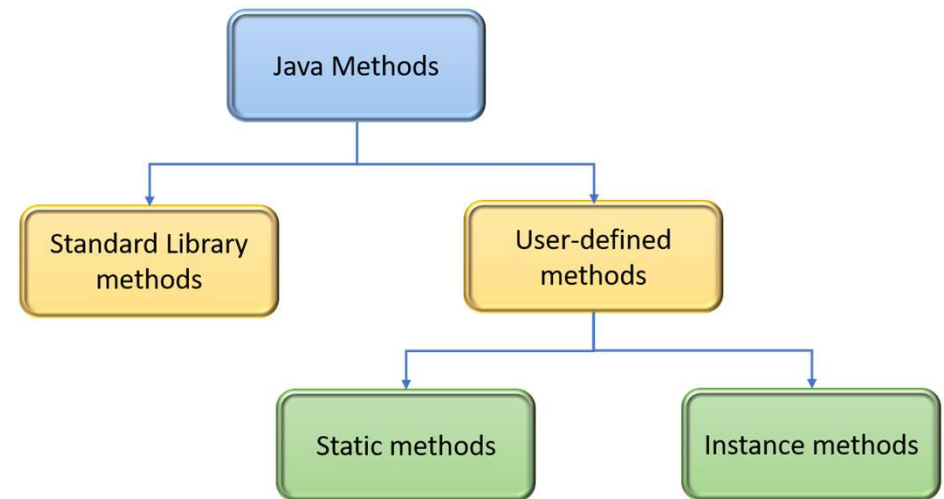 Java Methods
Standard Library
methods
User-defined
methods
Static methods
Instance methods